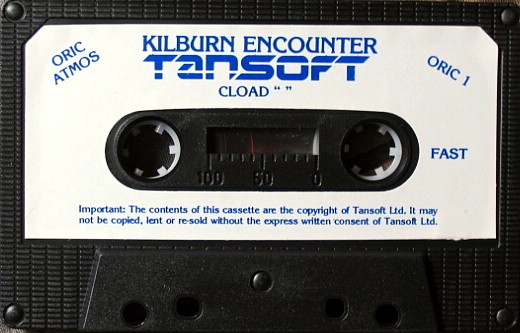 KILBURN ENCOUNTER
ORIC
ATMOS
TANSOFT
ORIC 1
CLOAD “ ”
FAST
100 50 0
Important: The contents of this cassette are the copyright of Tansoft Ltd. It may
not be copied, lent or re-sold without the express written consent of Tansoft Ltd.